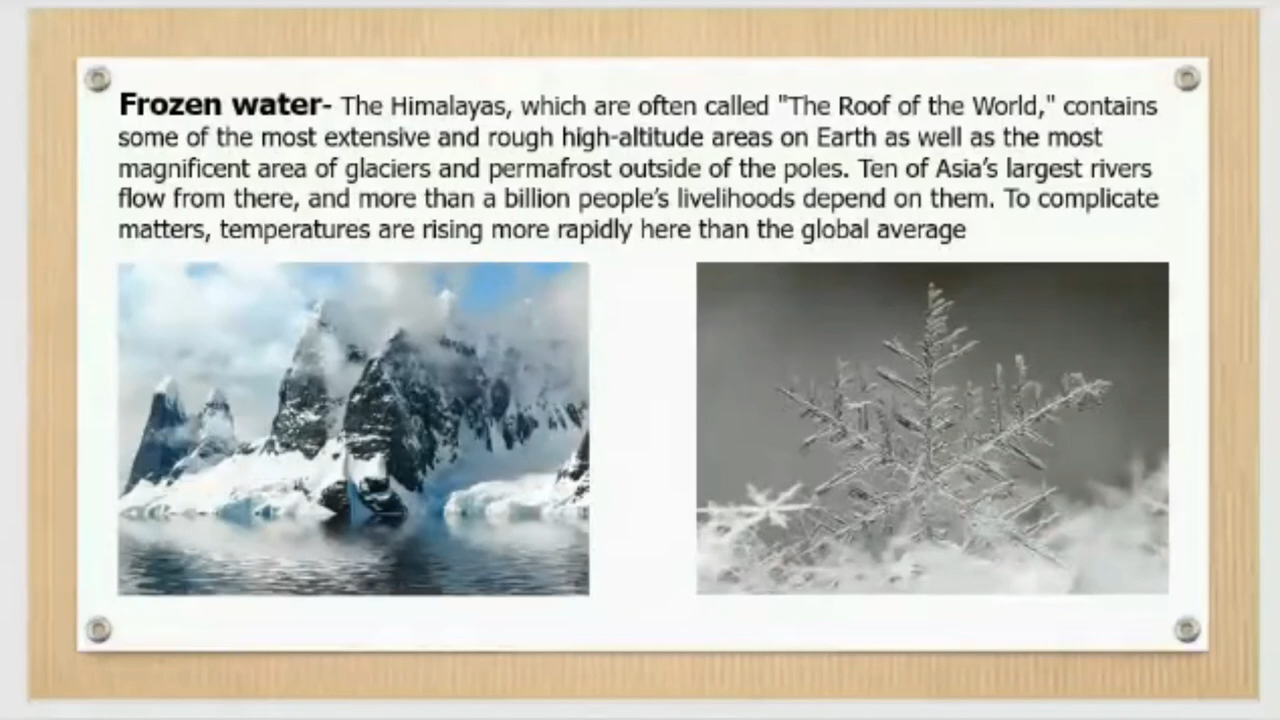 Frozen water- The Himalayas, which are often called "The Roof of the World," contains
some of the most extensive and rough high-altitude areas on Earth as well as the most
magnificent area of glaciers and permafrost outside of the poles. Ten of Asia’s largest rivers
flow from there, and more than a billion people’s livelihoods depend on them. To complicate
matters, temperatures are rising more rapidly here than the global average